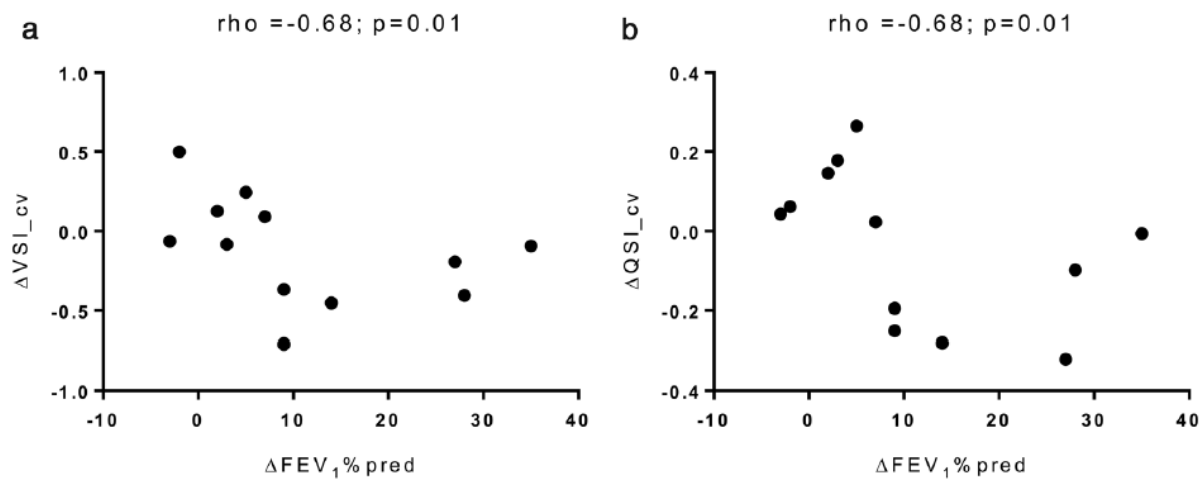 a
rho =-0.68; p=0.01
1.0
0.5
0.0
-0.5
-1.0
ΔVSI_cv
-10 0 10 20 30 40
ΔFEV1% pred
b
rho =-0.68; p=0.01
0.4
0.2
0.0
-0.2
-0.4
ΔQSI_cv
-10 0 10 20 30 40
ΔFEV1% pred